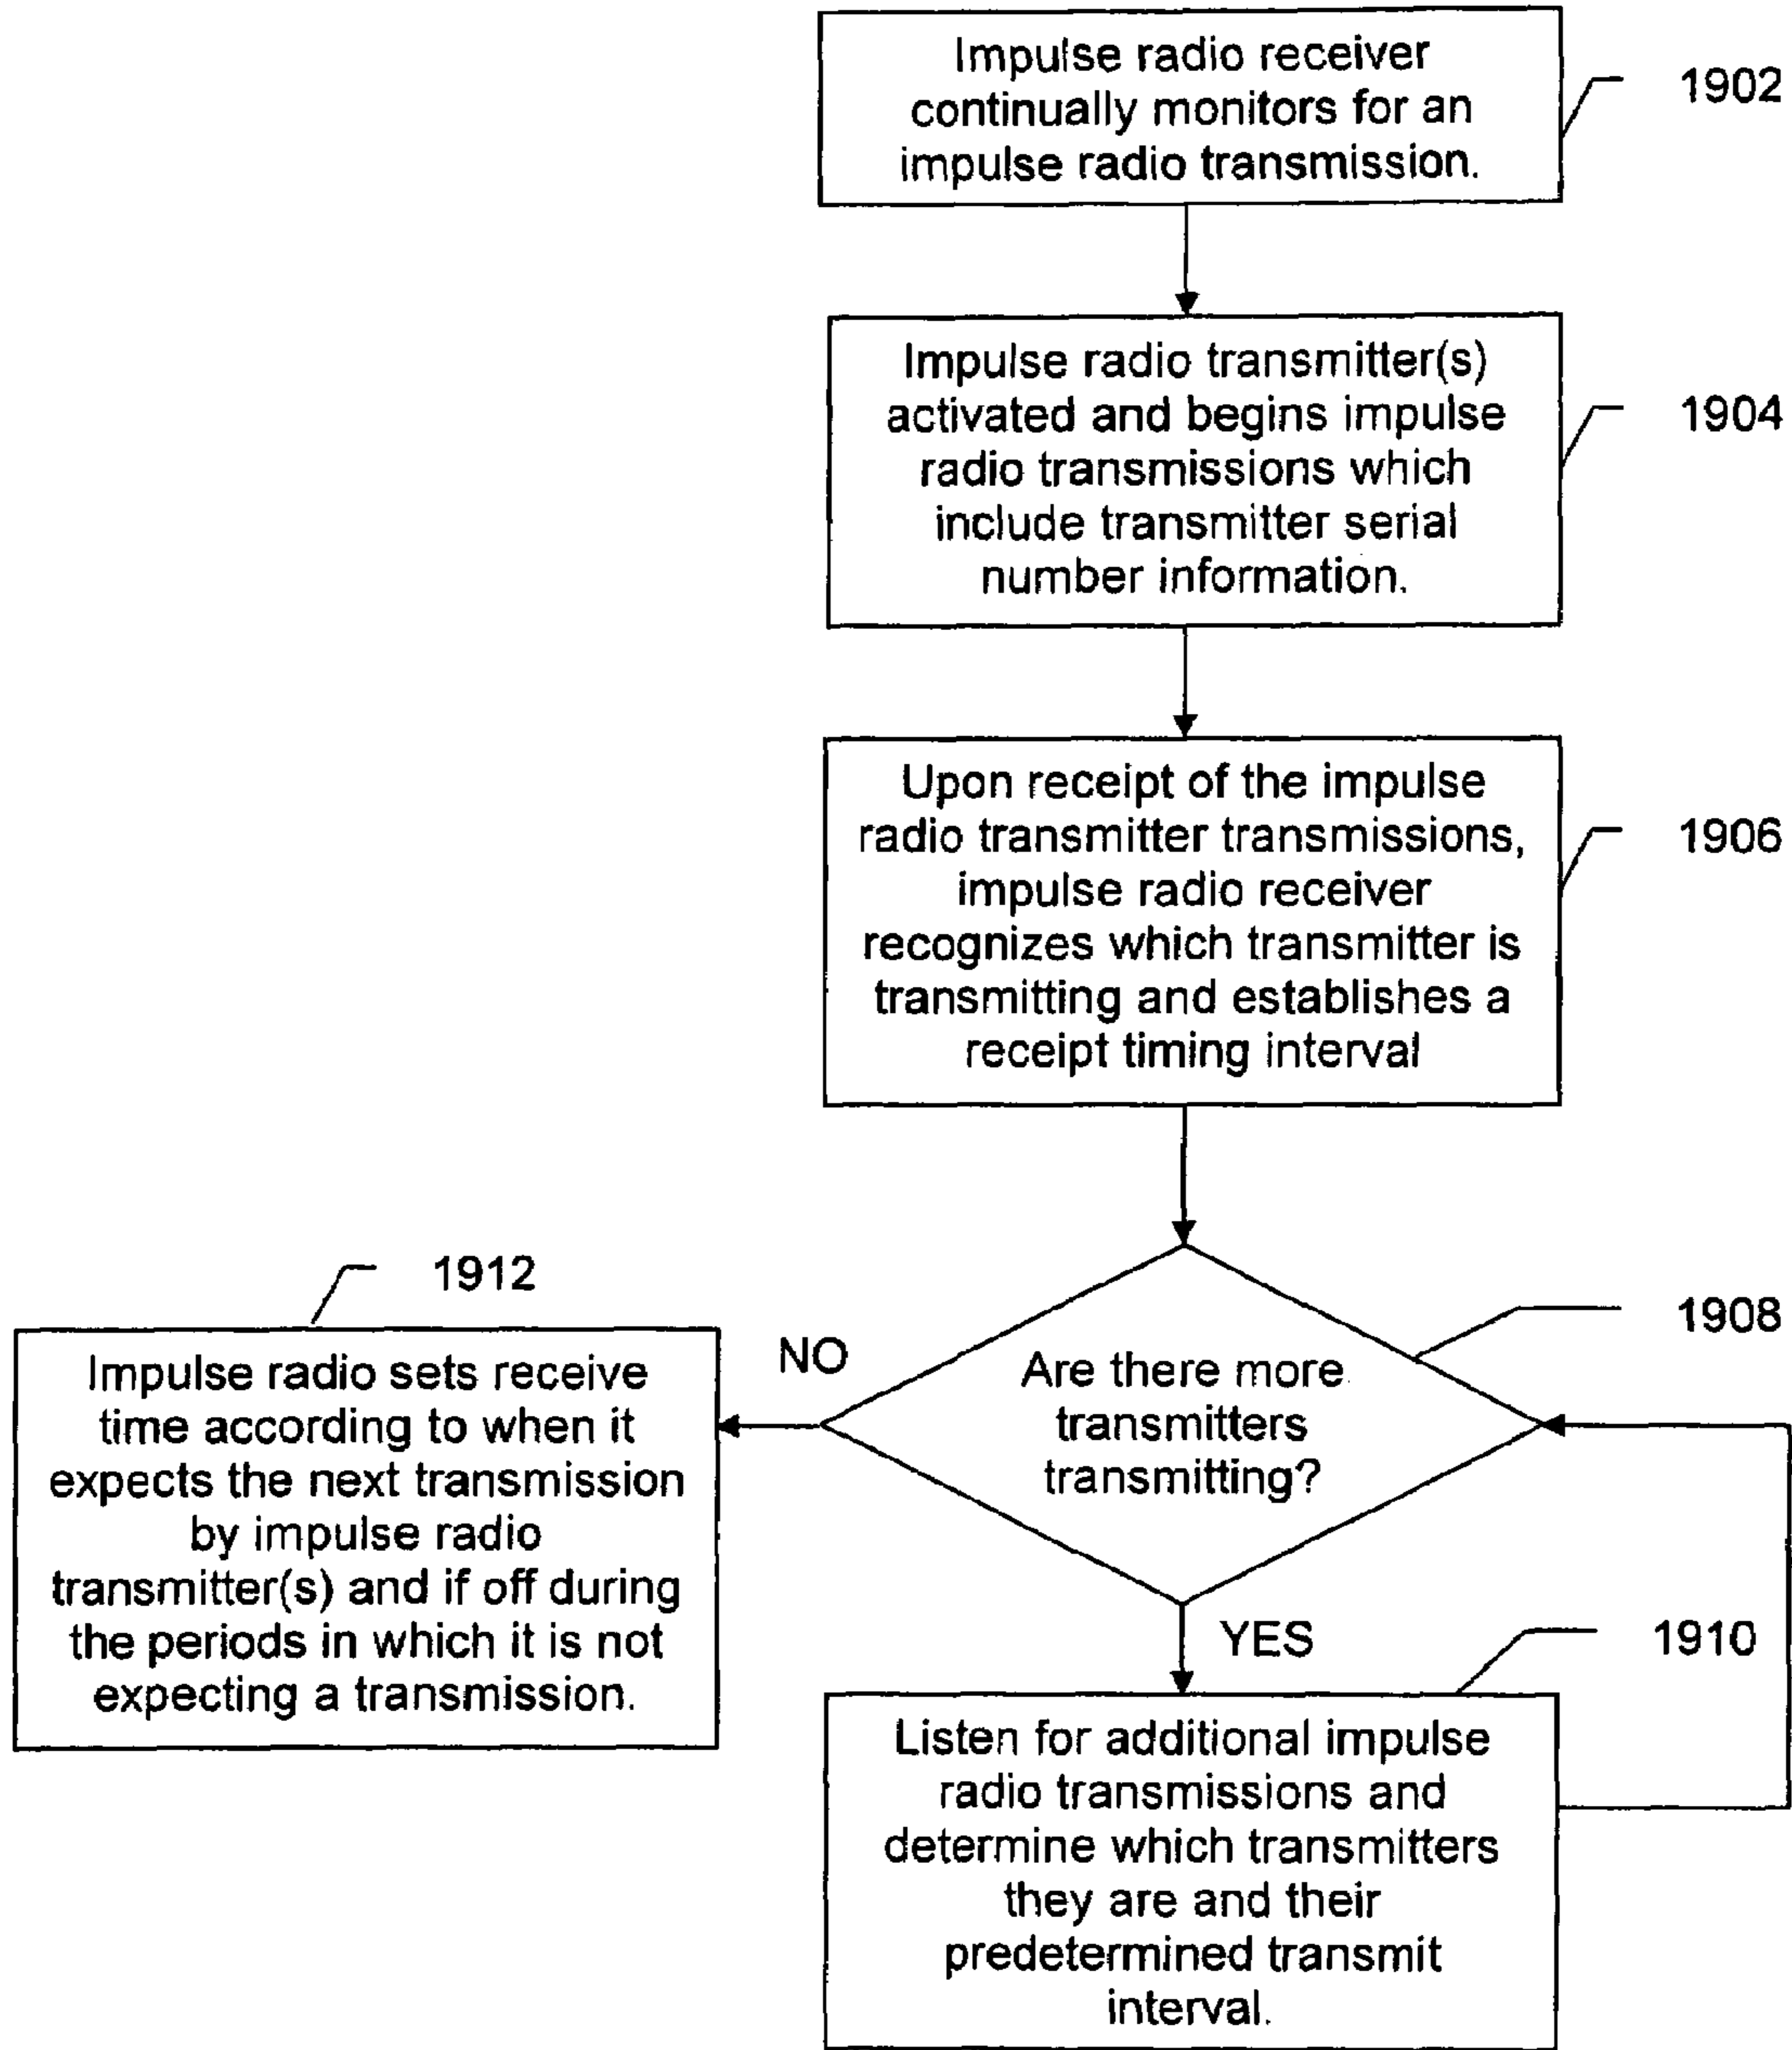 Impulse radio receiver
continually monitors for an
impulse radio transmission.
1902
Impulse radio transmitter(s)
activated and begins impulse
radio transmissions which
include transmitter serial
number information.
1904
Upon receipt of the impulse
radio transmitter transmissions,
impulse radio receiver
recognizes which transmitter is
transmitting and establishes a
receipt timing interval
1906
Are there more
transmitters
transmitting?
1908
NO
1912
Impulse radio sets receive
time according to when it
expects the next transmission
by impulse radio
transmitter(s) and if off during
the periods in which it is not
expecting a transmission.
YES
1910
Listen for additional impulse
radio transmissions and
determine which transmitters
they are and their
predetermined transmit
interval.